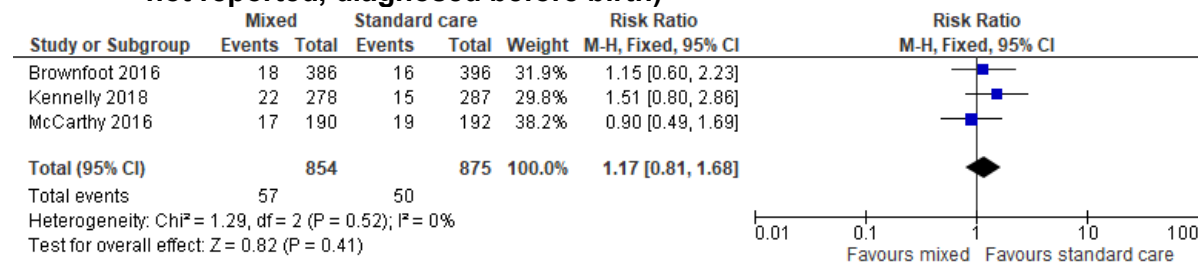 not reported; diagnosed before birth)
Mixed Standard care Risk Ratio Risk Ratio
Study or Subgroup Events Total Events Total Weight M-H, Fixed, 95% CI M-H, Fixed, 95% CI
Brownfoot 2016 18 386 16 396 31.9% 1.15 [0.60, 2.23]
Kennelly 2018 22 278 15 287 29.8% 1.51 [0.80, 2.86]
McCarthy 2016 17 190 19 192 38.2% 0.90 [0.49, 1.69]
Total (95% CI) 854 875 100.0% 1.17 [0.81, 1.68]
Total events 57 50
Heterogeneity: Chi² = 1.29, df = 2 (P = 0.52); I² = 0%
Test for overall effect: Z = 0.82 (P = 0.41)
0.01 0.1 1 10 100
Favours mixed Favours standard care